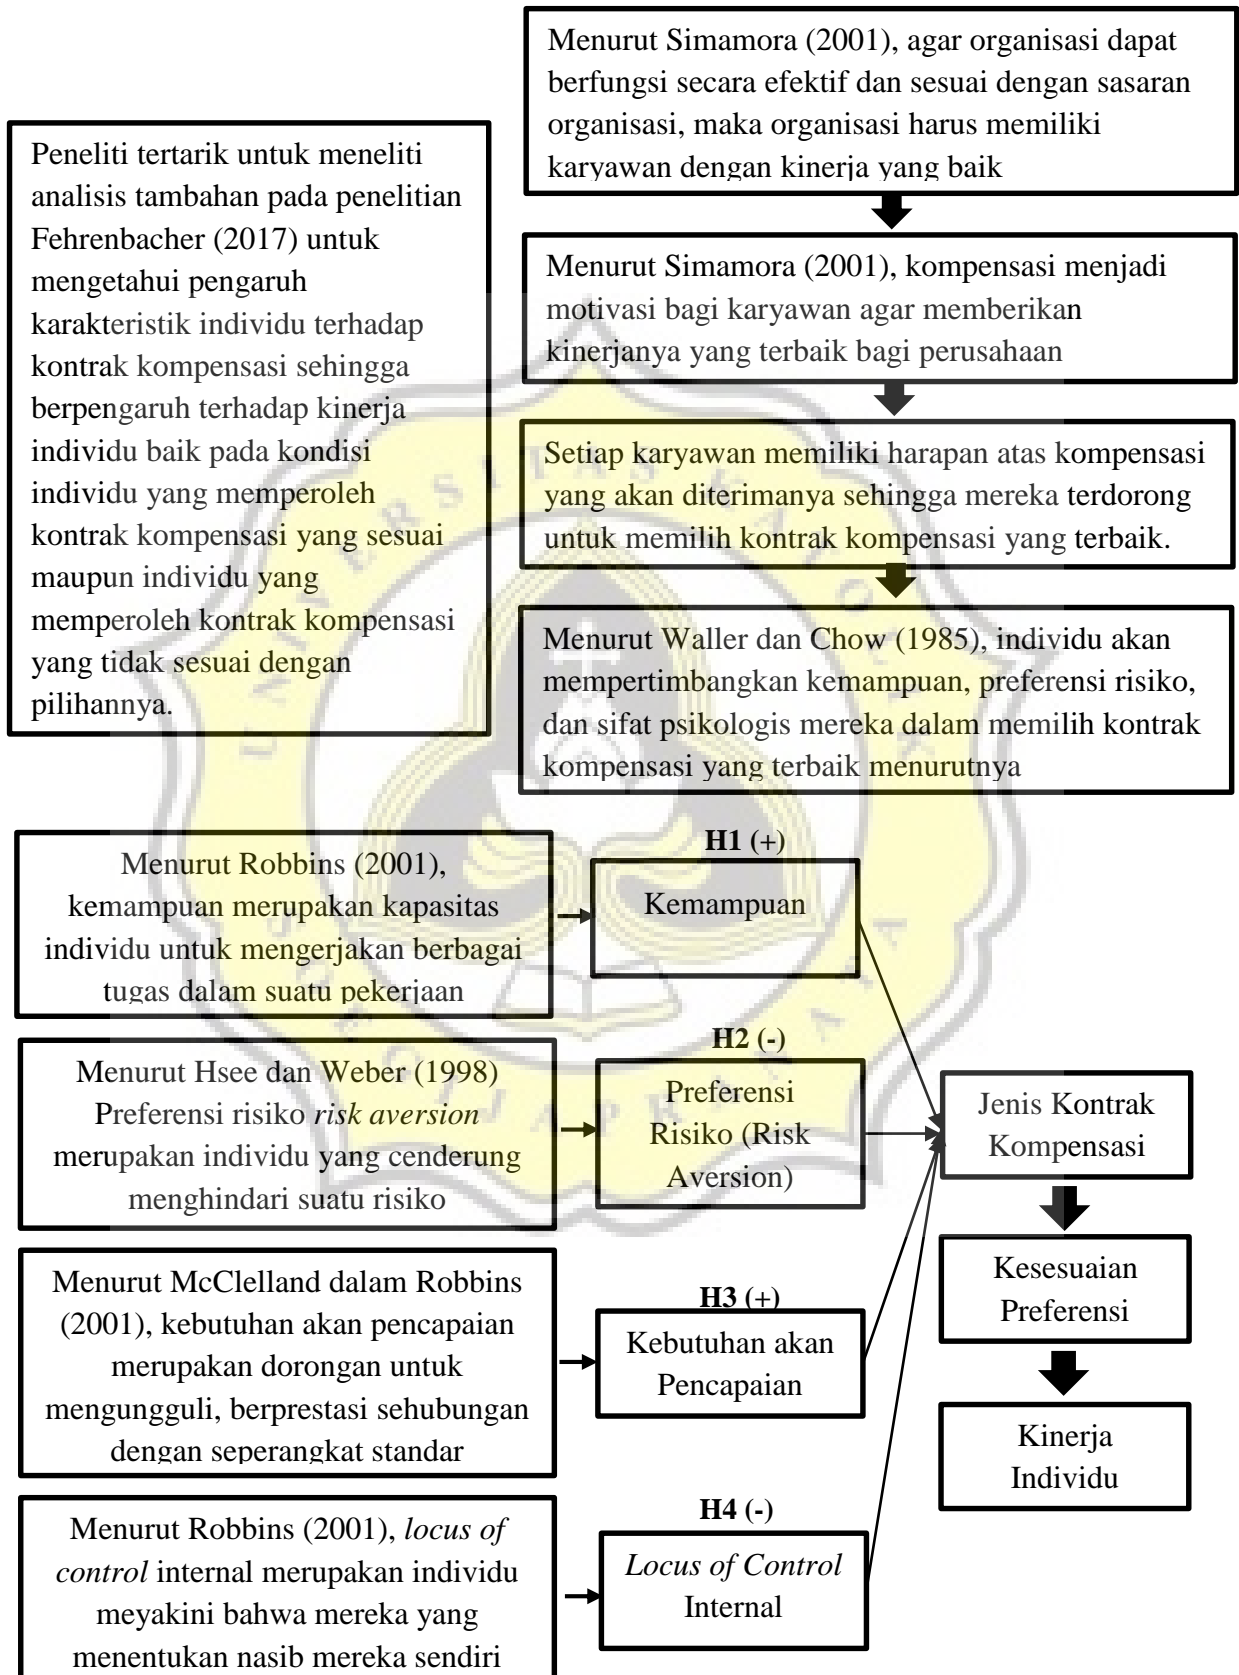 Menurut Simamora (2001), agar organisasi dapat
berfungsi secara efektif dan sesuai dengan sasaran
organisasi, maka organisasi harus memiliki
karyawan dengan kinerja yang baik
Peneliti tertarik untuk meneliti
analisis tambahan pada penelitian
Fehrenbacher (2017) untuk
mengetahui pengaruh
karakteristik individu terhadap
kontrak kompensasi sehingga
berpengaruh terhadap kinerja
individu baik pada kondisi
individu yang memperoleh
kontrak kompensasi yang sesuai
maupun individu yang
memperoleh kontrak kompensasi
yang tidak sesuai dengan
pilihannya.
Menurut Simamora (2001), kompensasi menjadi
motivasi bagi karyawan agar memberikan
kinerjanya yang terbaik bagi perusahaan
Setiap karyawan memiliki harapan atas kompensasi
yang akan diterimanya sehingga mereka terdorong
untuk memilih kontrak kompensasi yang terbaik.
Menurut Waller dan Chow (1985), individu akan
mempertimbangkan kemampuan, preferensi risiko,
dan sifat psikologis mereka dalam memilih kontrak
kompensasi yang terbaik menurutnya
Menurut Robbins (2001),
kemampuan merupakan kapasitas
individu untuk mengerjakan berbagai
tugas dalam suatu pekerjaan
H1 (+)
Kemampuan
Menurut Hsee dan Weber (1998)
Preferensi risiko risk aversion
merupakan individu yang cenderung
menghindari suatu risiko
H2 (-)
Preferensi
Risiko (Risk
Aversion)
Jenis Kontrak
Kompensasi
Menurut McClelland dalam Robbins
(2001), kebutuhan akan pencapaian
merupakan dorongan untuk
mengungguli, berprestasi sehubungan
dengan seperangkat standar
H3 (+)
Kebutuhan akan
Pencapaian
Kesesuaian
Preferensi
Kinerja
Individu
Menurut Robbins (2001), locus of
control internal merupakan individu
meyakini bahwa mereka yang
menentukan nasib mereka sendiri
H4 (-)
Locus of Control
Internal
UNIVERSITAS KATOLIK
SOEGIJAPRANATA